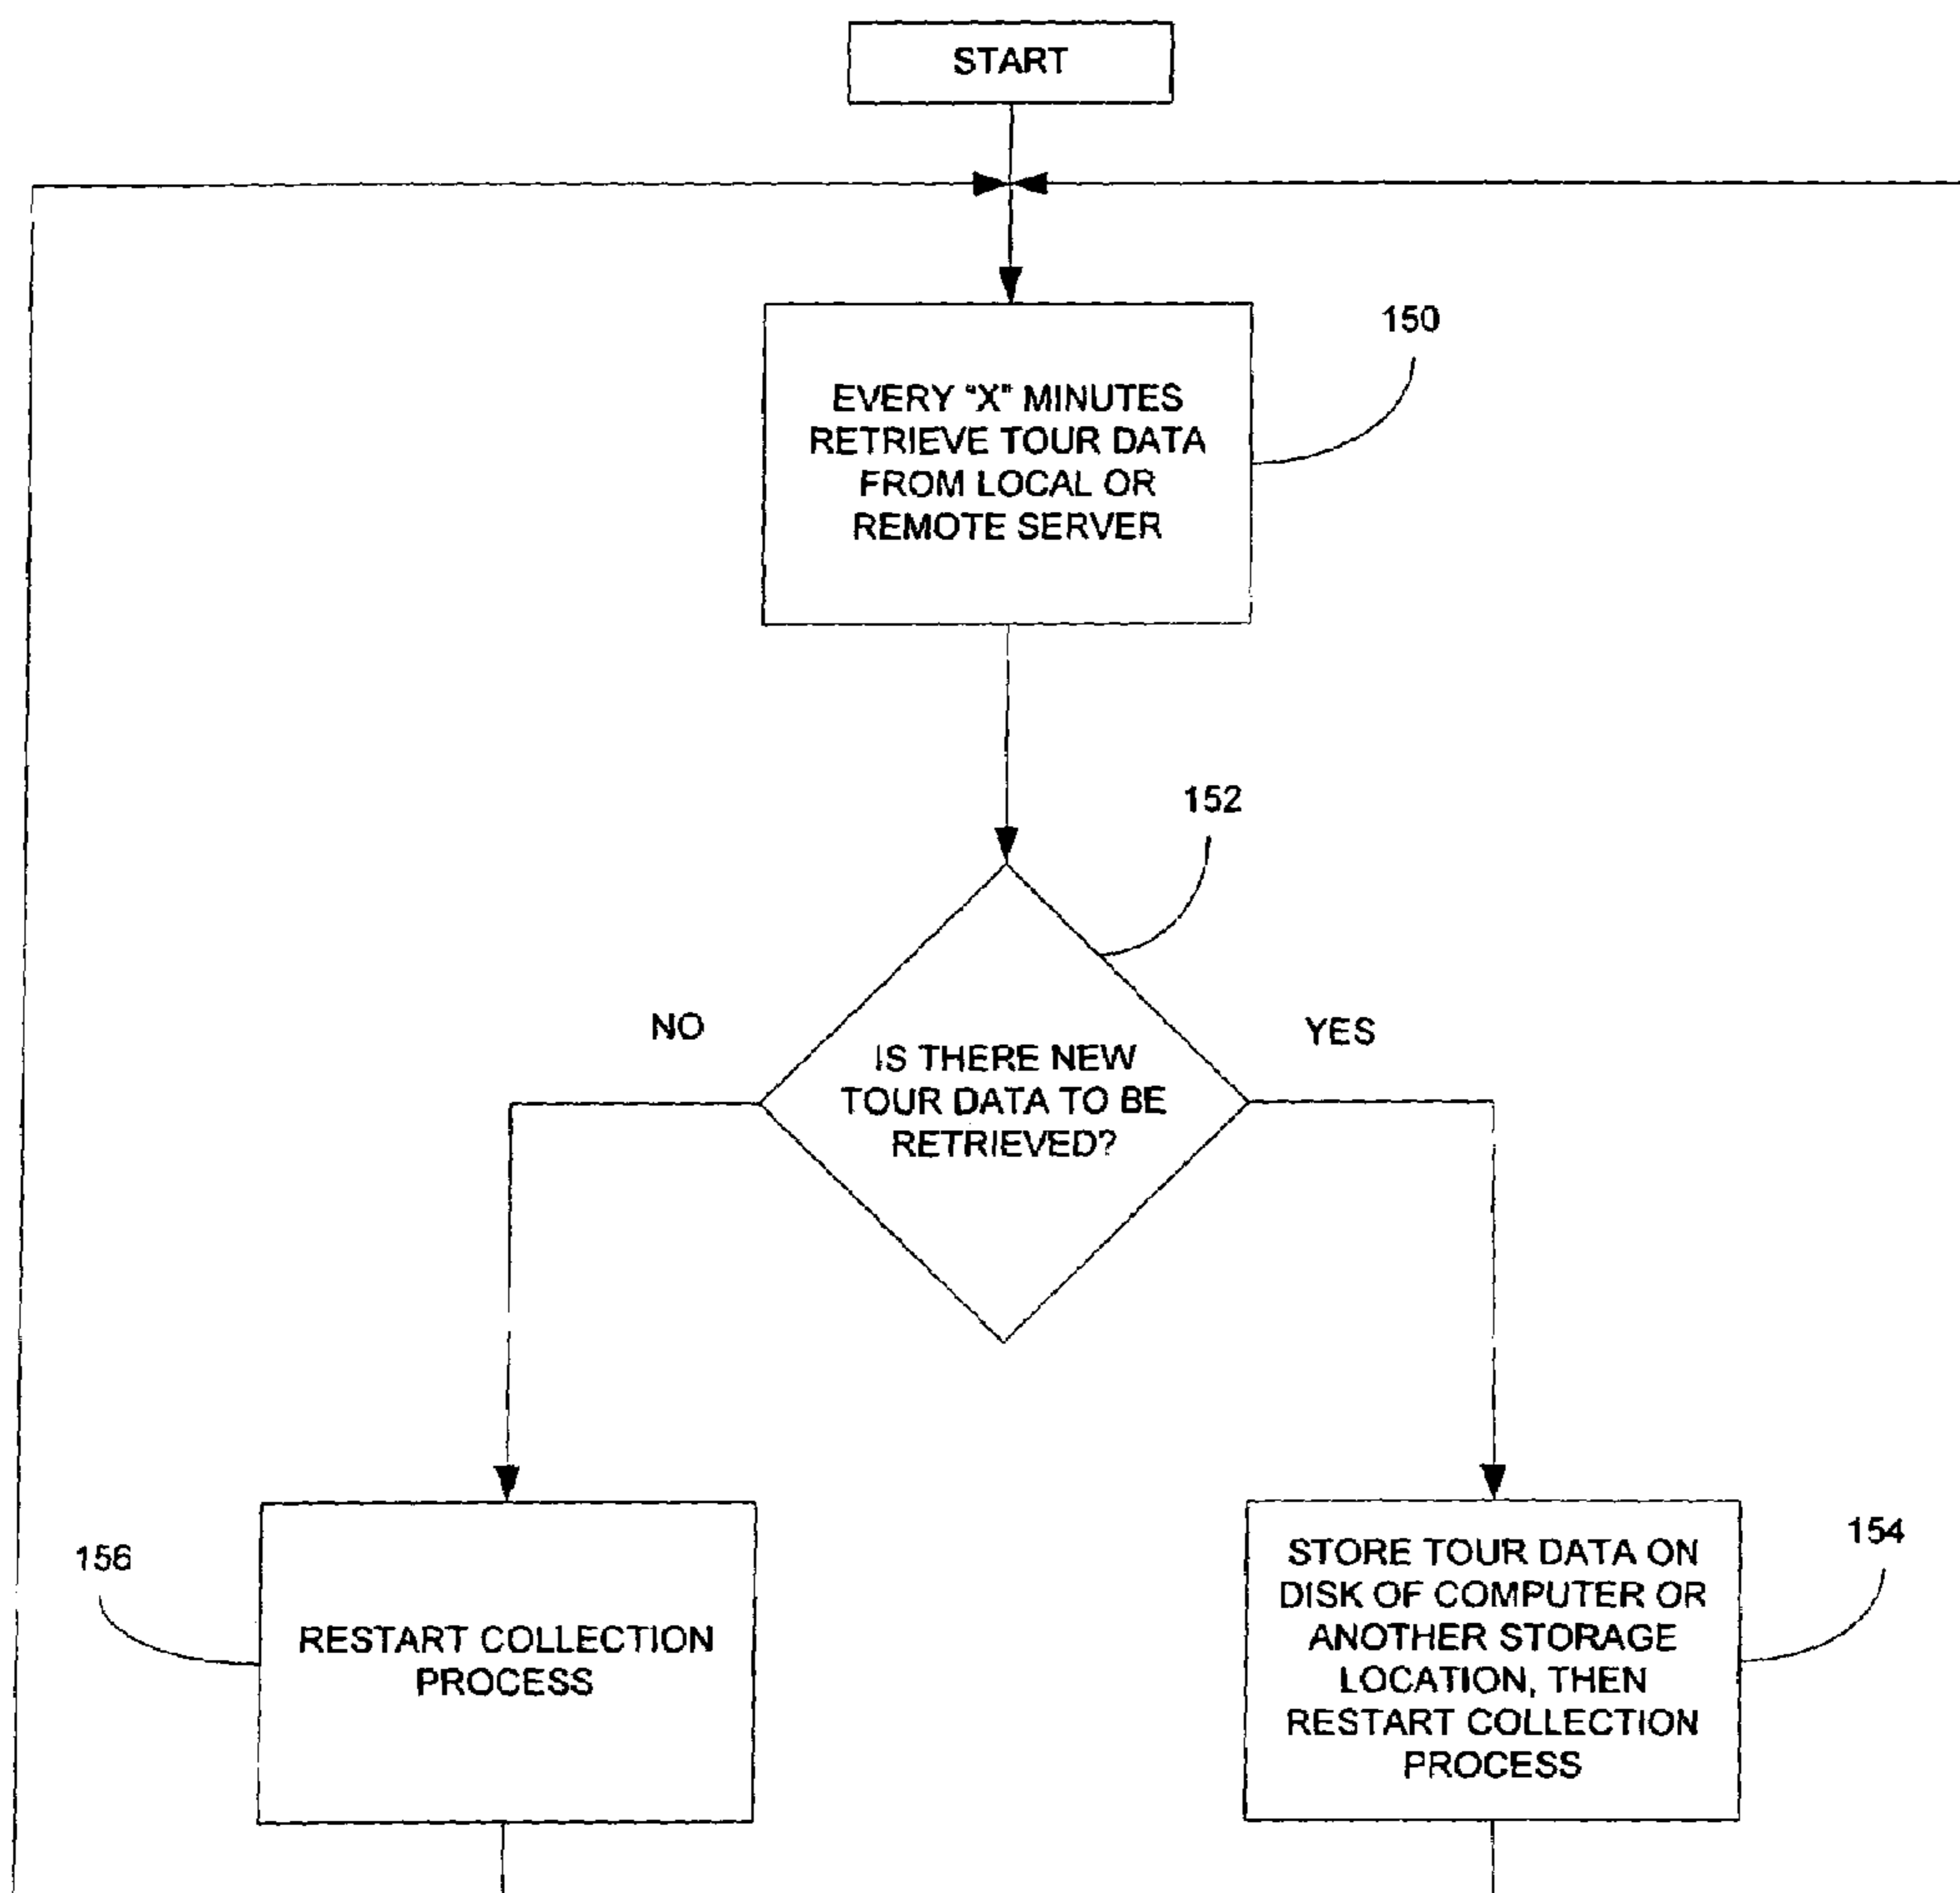 START
150
EVERY "X" MINUTES
RETRIEVE TOUR DATA
FROM LOCAL OR
REMOTE SERVER
152
NO
YES
IS THERE NEW
TOUR DATA TO BE
RETRIEVED?
156
RESTART COLLECTION
PROCESS
154
STORE TOUR DATA ON
DISK OF COMPUTER OR
ANOTHER STORAGE
LOCATION, THEN
RESTART COLLECTION
PROCESS